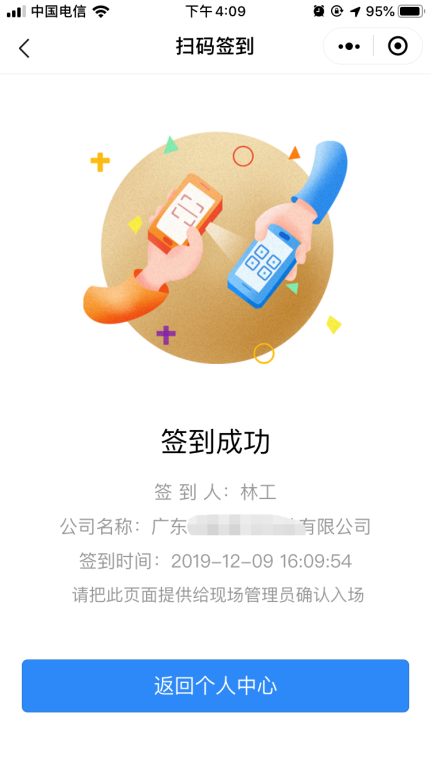 中国电信
下午4:09
95%
扫码签到
签到成功
签 到 人：林工
公司名称：广东 有限公司
签到时间：2019-12-09 16:09:54
请把此页面提供给现场管理员确认入场
返回个人中心